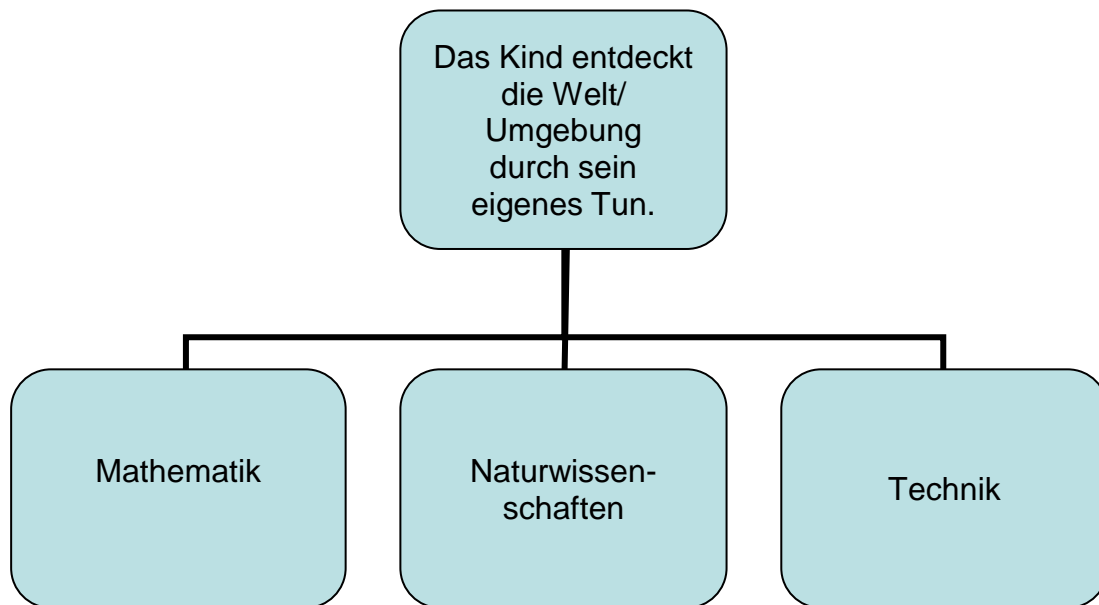 Das Kind entdeckt
die Welt/
Umgebung
durch sein
eigenes Tun.
Mathematik
Naturwissen-
schaften
Technik